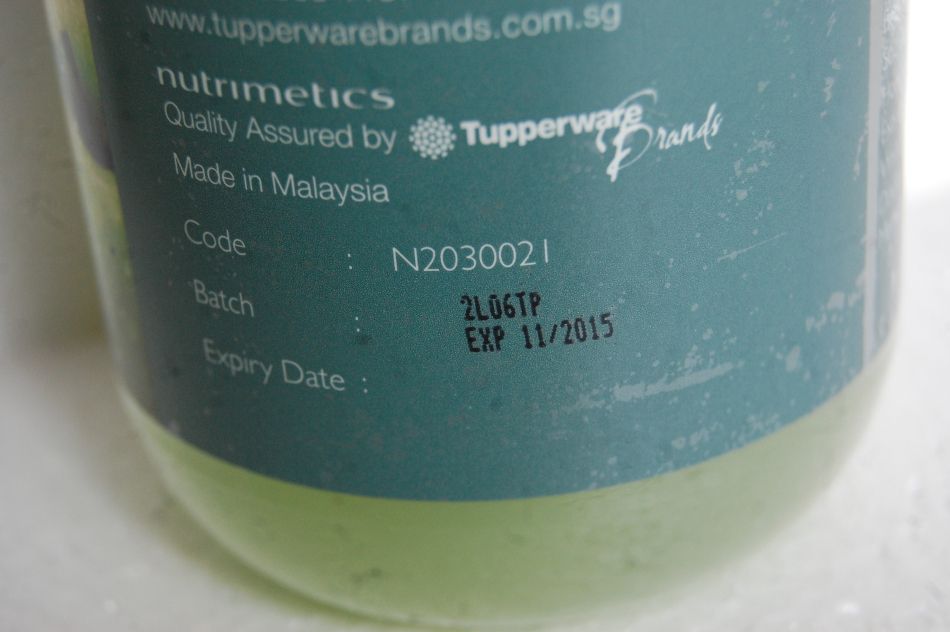 www.tupperwarebrands.com.sg
nutrimetics
Quality Assured by Tupperware Brands
Made in Malaysia
Code : N2030021
Batch : 2L06TP
EXP 11/2015
Expiry Date :